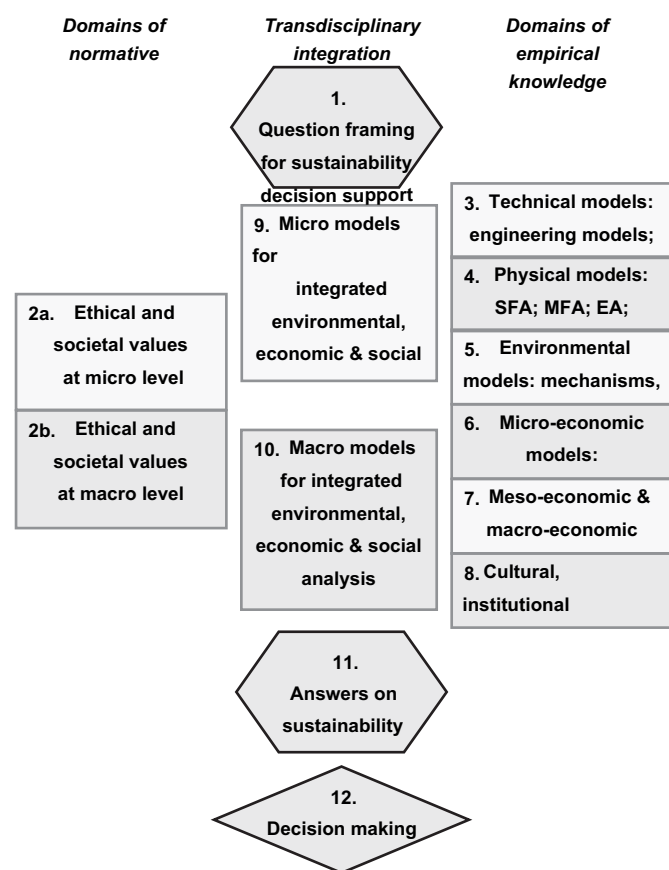 Domains of
normative
Transdisciplinary
integration
Domains of
empirical
knowledge
1.
Question framing
for sustainability
decision support
9. Micro models
for
integrated
environmental,
economic & social
10. Macro models
for integrated
environmental,
economic & social
analysis
2a. Ethical and
societal values
at micro level
2b. Ethical and
societal values
at macro level
3. Technical models:
engineering models;
4. Physical models:
SFA; MFA; EA;
5. Environmental
models: mechanisms,
6. Micro-economic
models:
7. Meso-economic &
macro-economic
8. Cultural,
institutional
11.
Answers on
sustainability
12.
Decision making